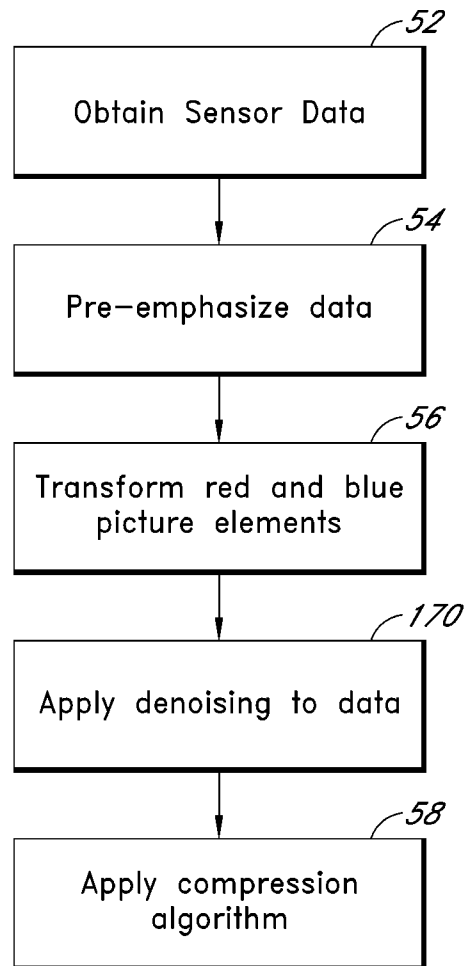 52
Obtain Sensor Data
54
Pre-emphasize data
56
Transform red and blue
picture elements
170
Apply denoising to data
58
Apply compression
algorithm